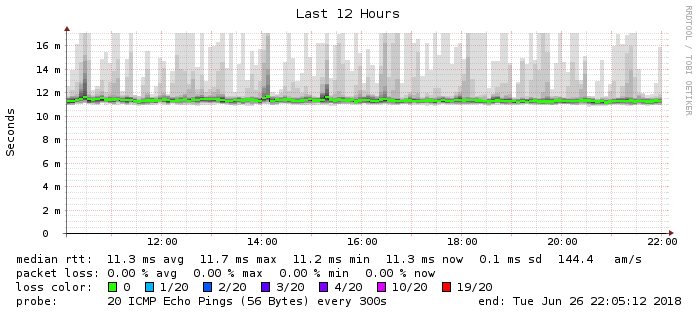 Last 12 Hours
RRDTOOL / TOBI OETIKER
Seconds
16 m
14 m
12 m
10 m
8 m
6 m
4 m
2 m
0
12:00 14:00 16:00 18:00 20:00 22:00
median rtt: 11.3 ms avg 11.7 ms max 11.2 ms min 11.3 ms now 0.1 ms sd 144.4 am/s
packet loss: 0.00 % avg 0.00 % max 0.00 % min 0.00 % now
loss color: 0 1/20 2/20 3/20 4/20 10/20 19/20
probe: 20 ICMP Echo Pings (56 Bytes) every 300s end: Tue Jun 26 22:05:12 2018